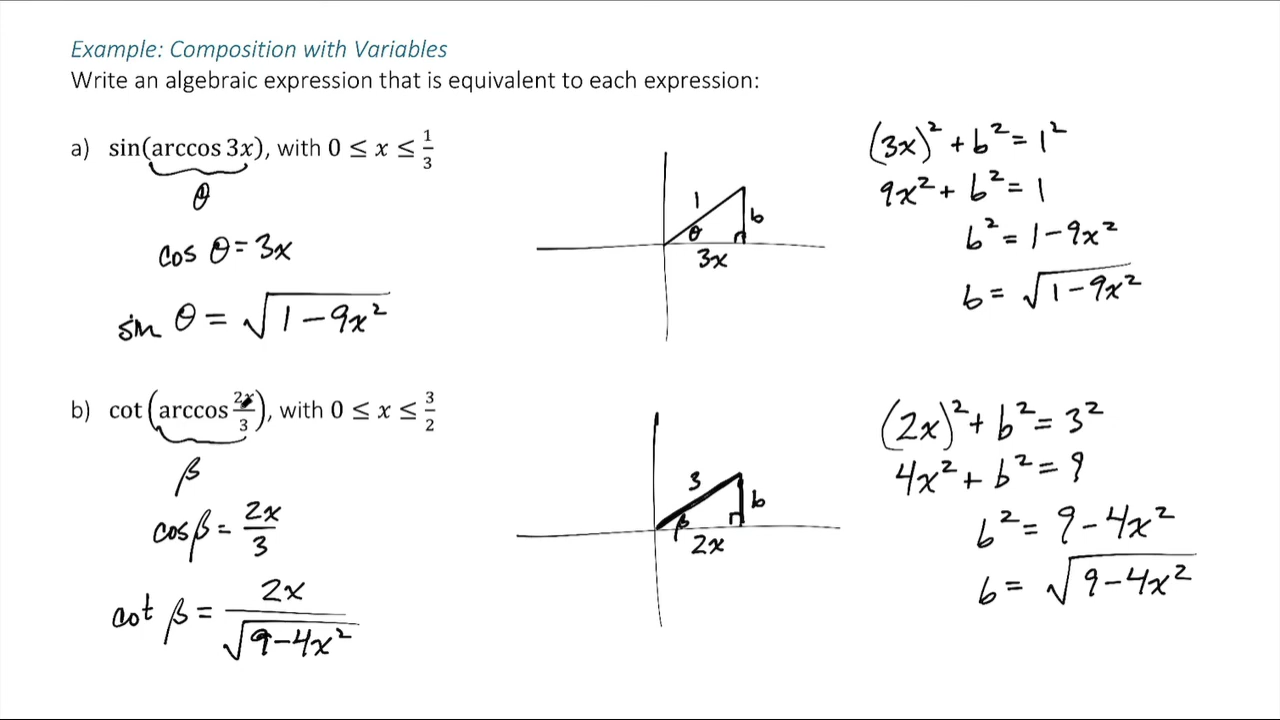 Example: Composition with Variables
Write an algebraic expression that is equivalent to each expression:
a) sin(arccos 3x), with 0 ≤ x ≤ 1/3
θ
cos θ = 3x
sin θ = √(1 − 9x²)
1
θ
b
3x
(3x)² + b² = 1²
9x² + b² = 1
b² = 1 − 9x²
b = √(1 − 9x²)
b) cot(arccos 2x/3), with 0 ≤ x ≤ 3/2
β
cos β = 2x/3
cot β = 2x/√(9 − 4x²)
3
β
b
2x
(2x)² + b² = 3²
4x² + b² = 9
b² = 9 − 4x²
b = √(9 − 4x²)